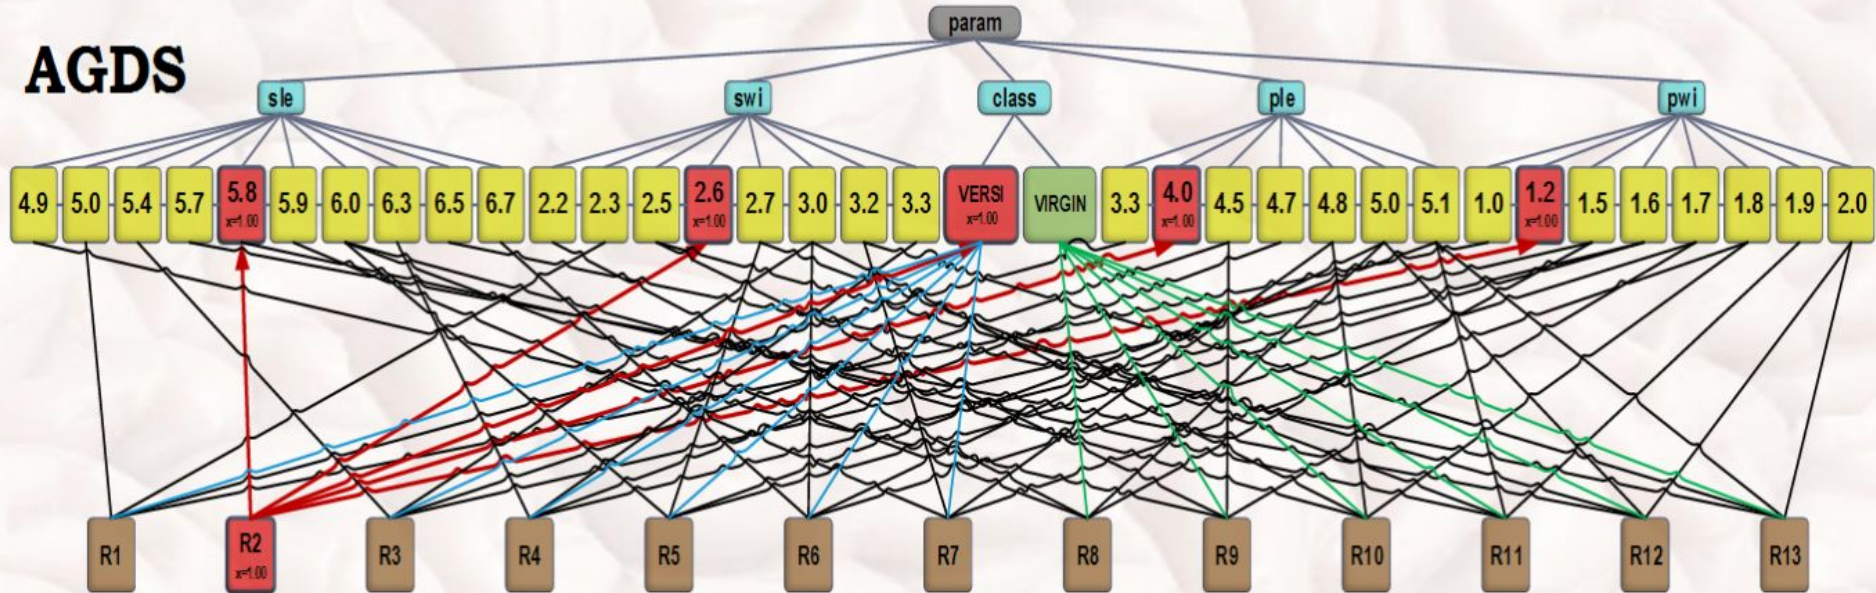 param
AGDS
sle swi class ple pwi
4.9 5.0 5.4 5.7 5.8 5.9 6.0 6.3 6.5 6.7 2.2 2.3 2.5 2.6 2.7 3.0 3.2 3.3 VERSI VIRGIN 3.3 4.0 4.5 4.7 4.8 5.0 5.1 1.0 1.2 1.5 1.6 1.7 1.8 1.9 2.0
x=1.00 x=1.00 x=1.00 x=1.00 x=1.00
R1 R2 R3 R4 R5 R6 R7 R8 R9 R10 R11 R12 R13
x=1.00